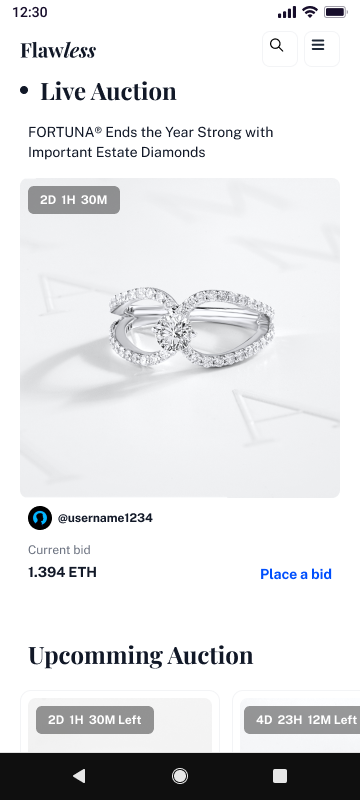 12:30
Flawless
• Live Auction
FORTUNA® Ends the Year Strong with
Important Estate Diamonds
2D 1H 30M
@username1234
Current bid
1.394 ETH
Place a bid
Upcomming Auction
2D 1H 30M Left
4D 23H 12M Left